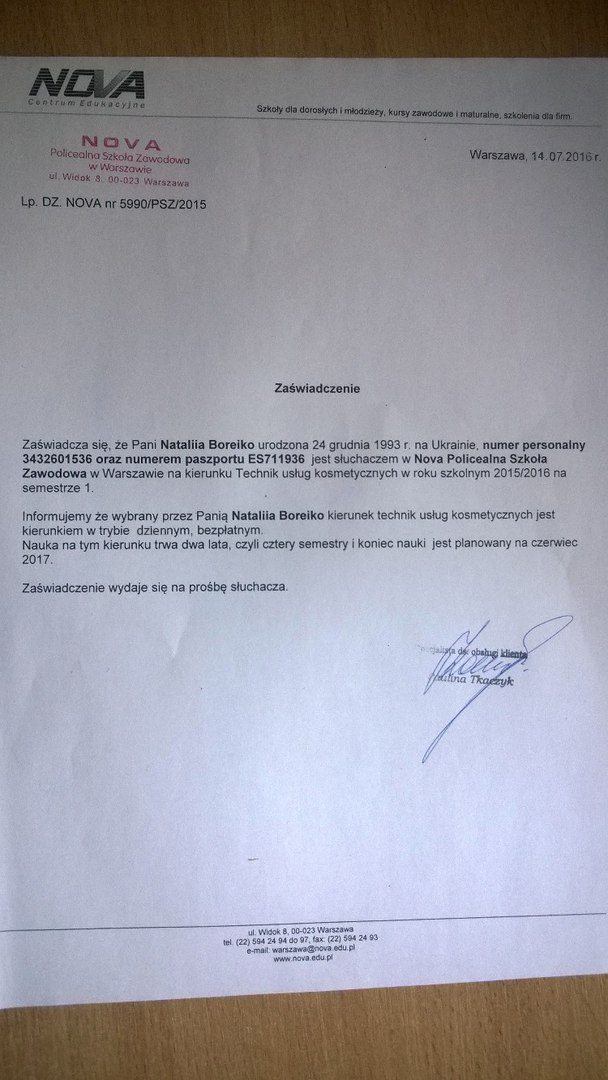 NOVA
Centrum Edukacyjne
Szkoły dla dorosłych i młodzieży, kursy zawodowe i maturalne, szkolenia dla firm.
NOVA
Policealna Szkoła Zawodowa
w Warszawie
ul. Widok 8, 00-023 Warszawa
Warszawa, 14.07.2016 r.
Lp. DZ. NOVA nr 5990/PSZ/2015
Zaświadczenie
Zaświadcza się, że Pani Nataliia Boreiko urodzona 24 grudnia 1993 r. na Ukrainie, numer personalny
3432601536 oraz numerem paszportu ES711936 jest słuchaczem w Nova Policealna Szkoła
Zawodowa w Warszawie na kierunku Technik usług kosmetycznych w roku szkolnym 2015/2016 na
semestrze 1.
Informujemy że wybrany przez Panią Nataliia Boreiko kierunek technik usług kosmetycznych jest
kierunkiem w trybie dziennym, bezpłatnym.
Nauka na tym kierunku trwa dwa lata, czyli cztery semestry i koniec nauki jest planowany na czerwiec
2017.
Zaświadczenie wydaje się na prośbę słuchacza.
ds. obsługi klienta
Tkaczyk
ul. Widok 8, 00-023 Warszawa
tel. (22) 594 24 94 do 97, fax: (22) 594 24 93
e-mail: warszawa@nova.edu.pl
www.nova.edu.pl